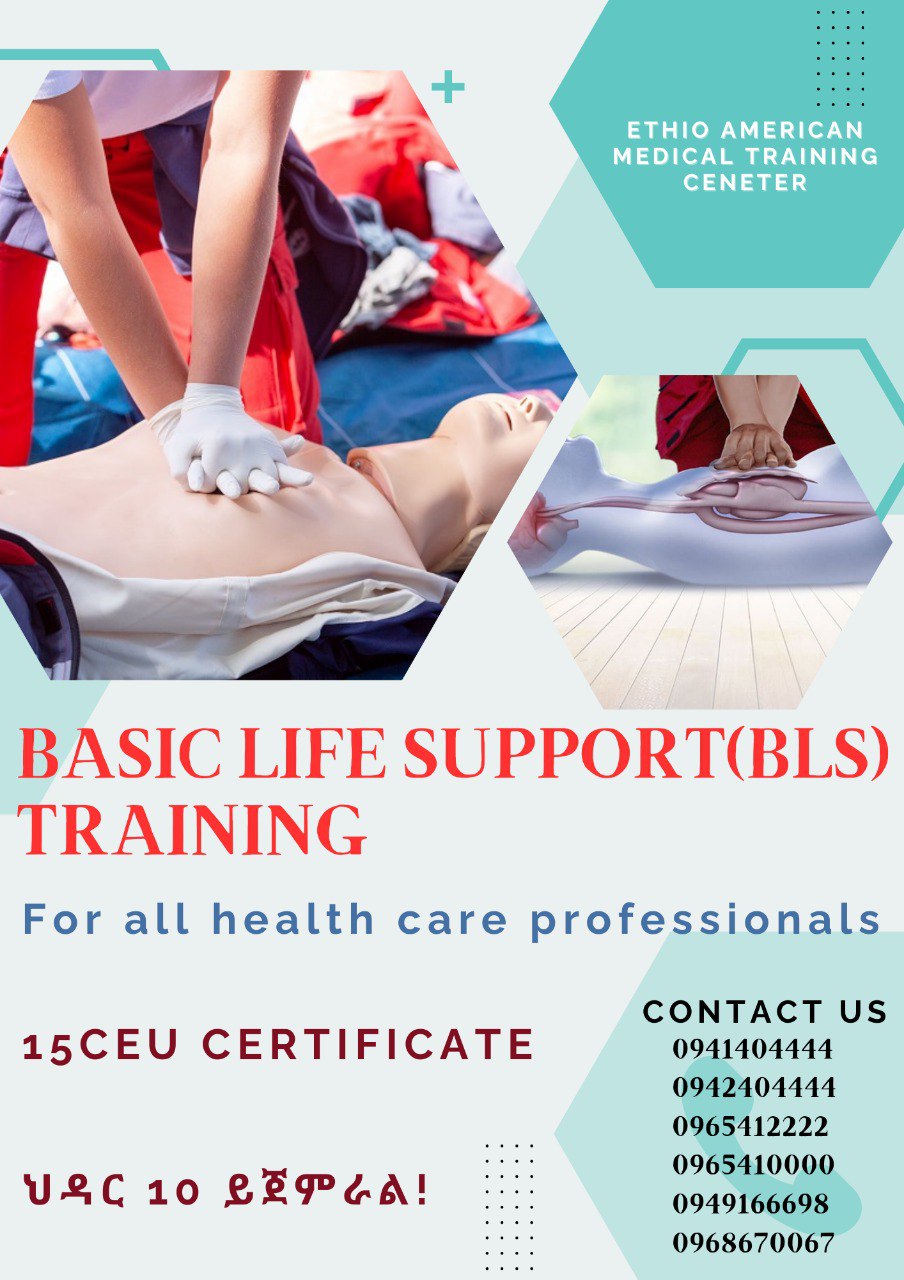 ETHIO AMERICAN
MEDICAL TRAINING
CENETER
BASIC LIFE SUPPORT(BLS)
TRAINING
For all health care professionals
15CEU CERTIFICATE
ህዳር 10 ይጀምራል!
CONTACT US
0941404444
0942404444
0965412222
0965410000
0949166698
0968670067